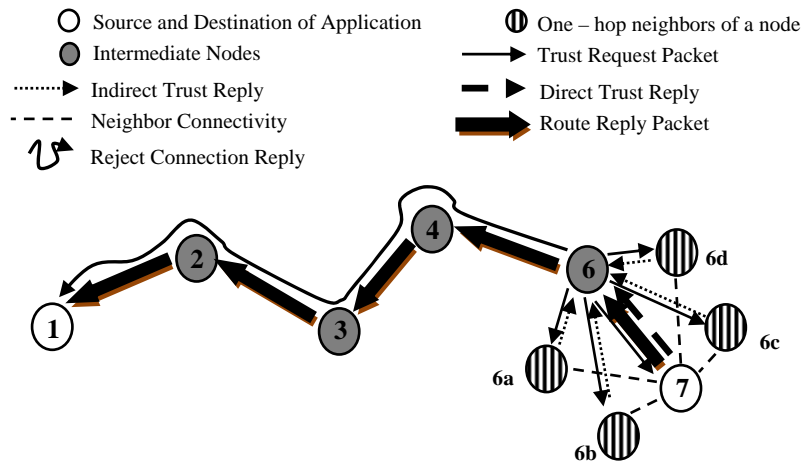 Source and Destination of Application
One – hop neighbors of a node
Intermediate Nodes
Trust Request Packet
Indirect Trust Reply
Direct Trust Reply
Neighbor Connectivity
Route Reply Packet
Reject Connection Reply
4
2
6
6d
1
3
6c
6a
7
6b